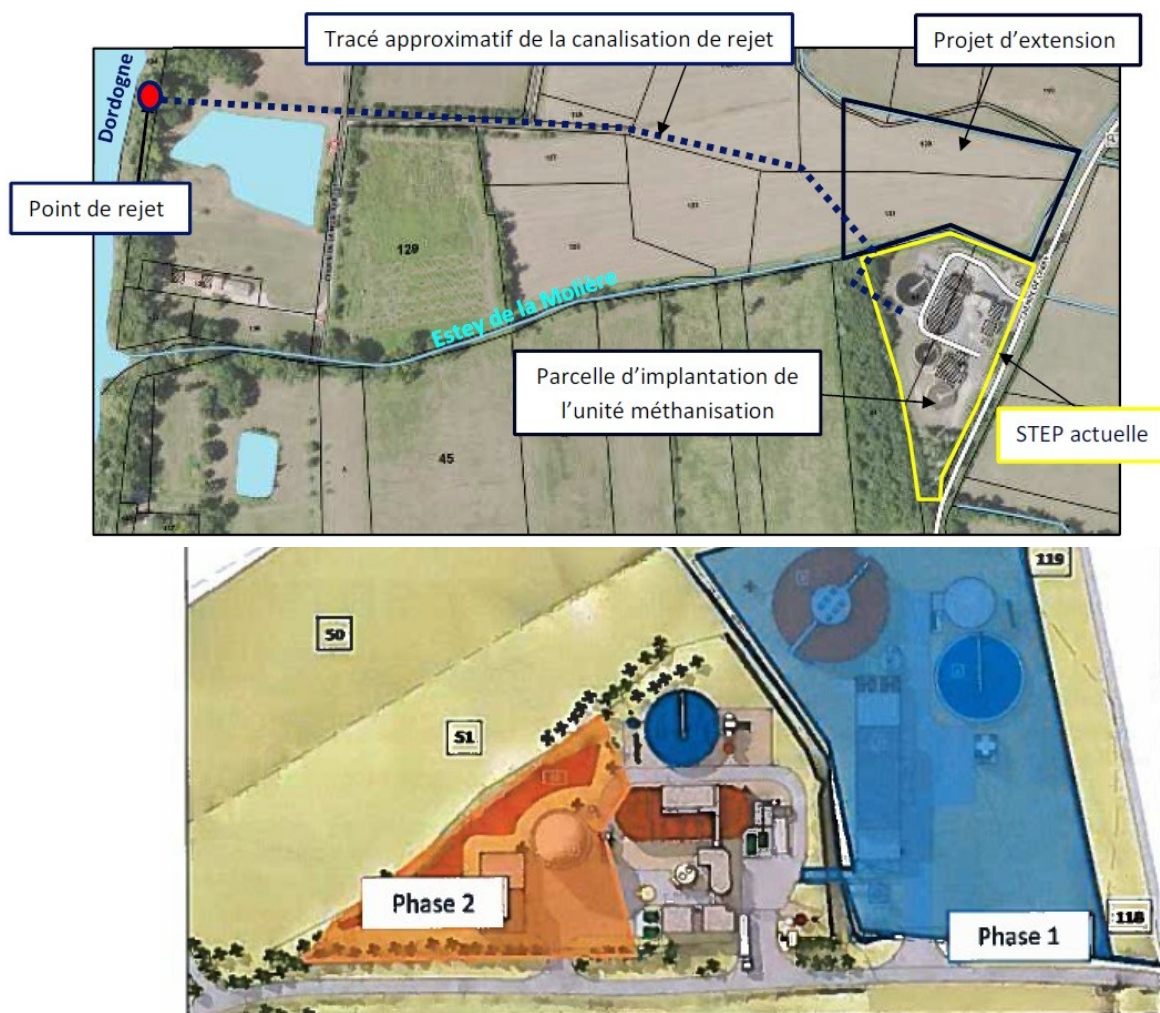 Tracé approximatif de la canalisation de rejet
Projet d'extension
Dordogne
Point de rejet
129
Estey de la Molière
Parcelle d'implantation de
l'unité méthanisation
STEP actuelle
45
119
50
51
Phase 2
Phase 1
118